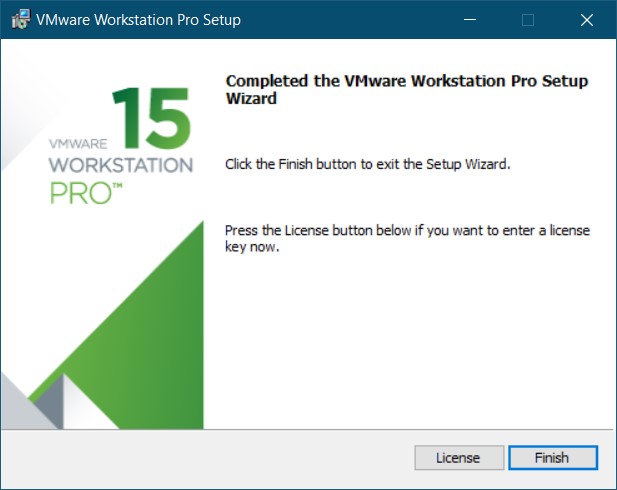 VMware Workstation Pro Setup
Completed the VMware Workstation Pro Setup
Wizard
15
VMWARE
WORKSTATION
PRO™
Click the Finish button to exit the Setup Wizard.
Press the License button below if you want to enter a license
key now.
License
Finish